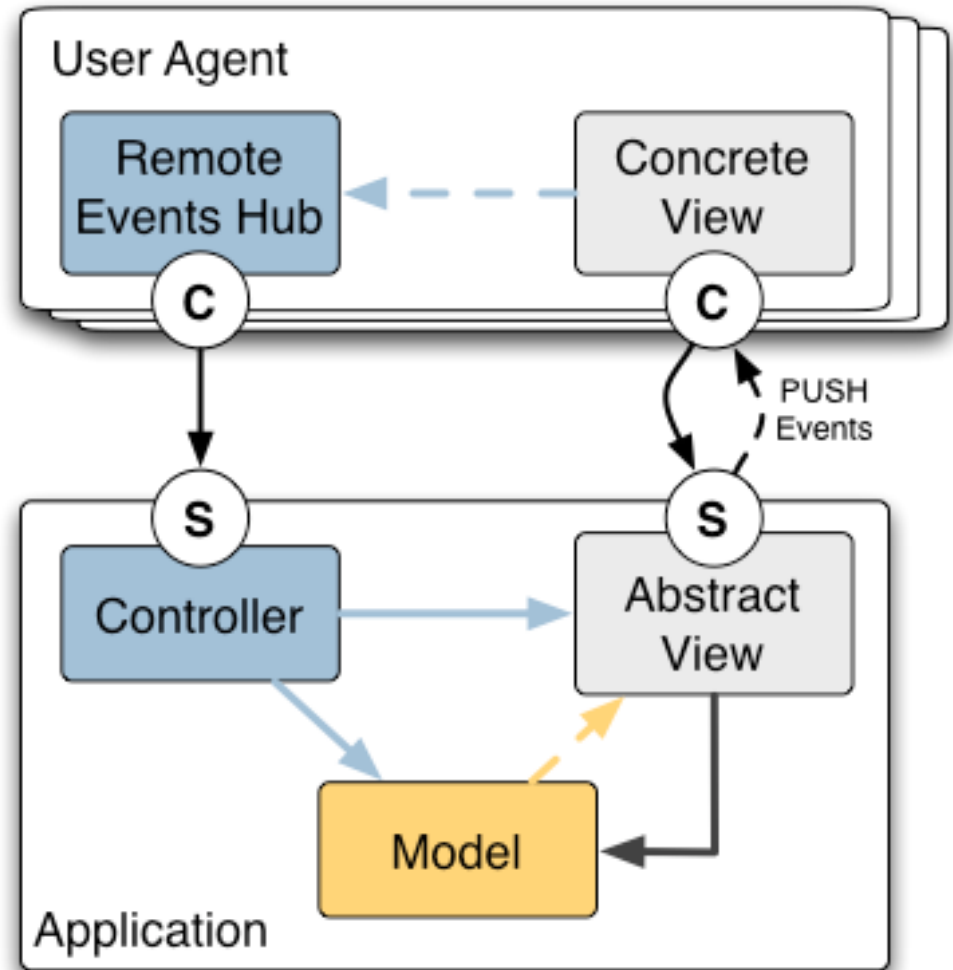 User Agent
Remote
Events Hub
Concrete
View
C
C
PUSH
Events
S
S
Controller
Abstract
View
Model
Application